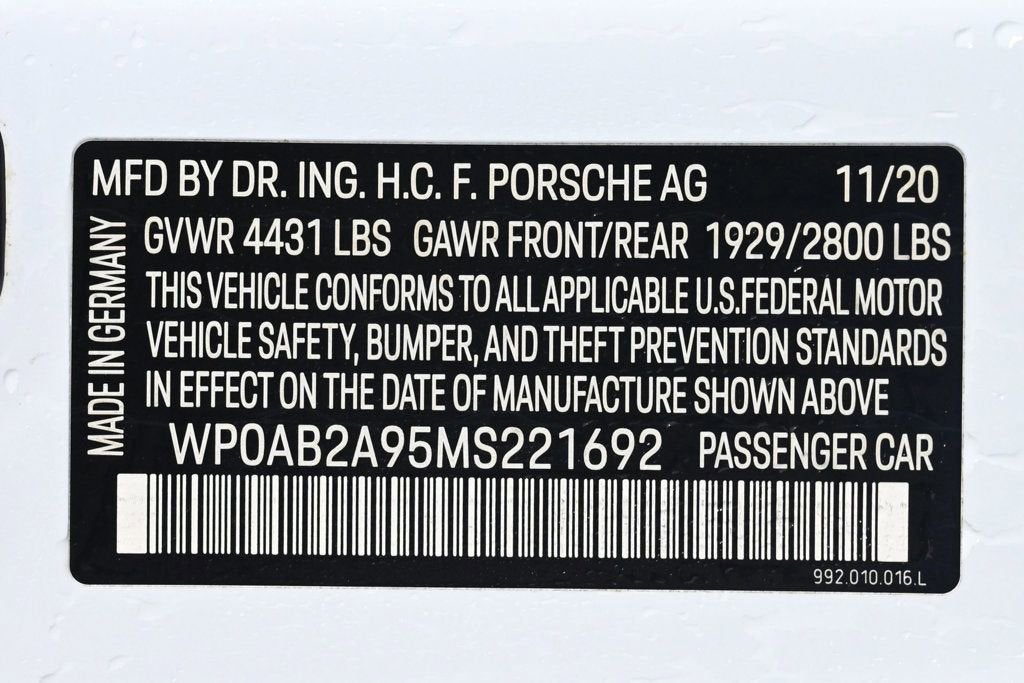 MFD BY DR. ING. H.C. F. PORSCHE AG 11/20
GVWR 4431 LBS GAWR FRONT/REAR 1929/2800 LBS
THIS VEHICLE CONFORMS TO ALL APPLICABLE U.S.FEDERAL MOTOR
VEHICLE SAFETY, BUMPER, AND THEFT PREVENTION STANDARDS
IN EFFECT ON THE DATE OF MANUFACTURE SHOWN ABOVE
MADE IN GERMANY
WP0AB2A95MS221692 PASSENGER CAR
992.010.016.L